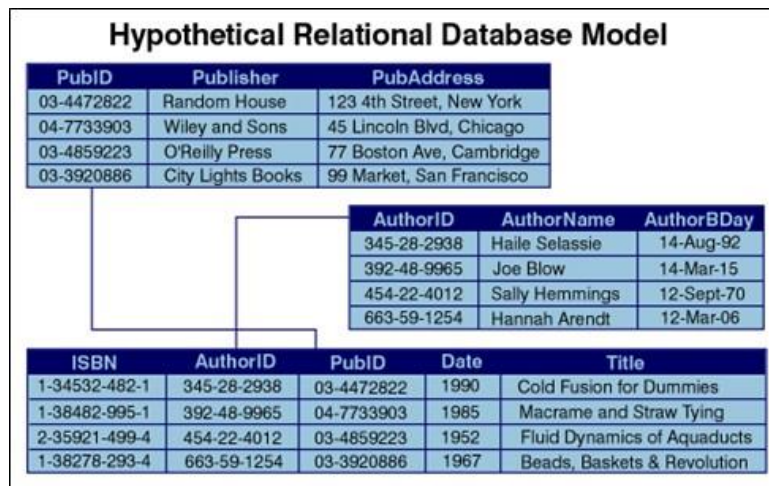 Hypothetical Relational Database Model
PubID Publisher PubAddress
03-4472822 Random House 123 4th Street, New York
04-7733903 Wiley and Sons 45 Lincoln Blvd, Chicago
03-4859223 O'Reilly Press 77 Boston Ave, Cambridge
03-3920886 City Lights Books 99 Market, San Francisco
AuthorID AuthorName AuthorBDay
345-28-2938 Haile Selassie 14-Aug-92
392-48-9965 Joe Blow 14-Mar-15
454-22-4012 Sally Hemmings 12-Sept-70
663-59-1254 Hannah Arendt 12-Mar-06
ISBN AuthorID PubID Date Title
1-34532-482-1 345-28-2938 03-4472822 1990 Cold Fusion for Dummies
1-38482-995-1 392-48-9965 04-7733903 1985 Macrame and Straw Tying
2-35921-499-4 454-22-4012 03-4859223 1952 Fluid Dynamics of Aquaducts
1-38278-293-4 663-59-1254 03-3920886 1967 Beads, Baskets & Revolution